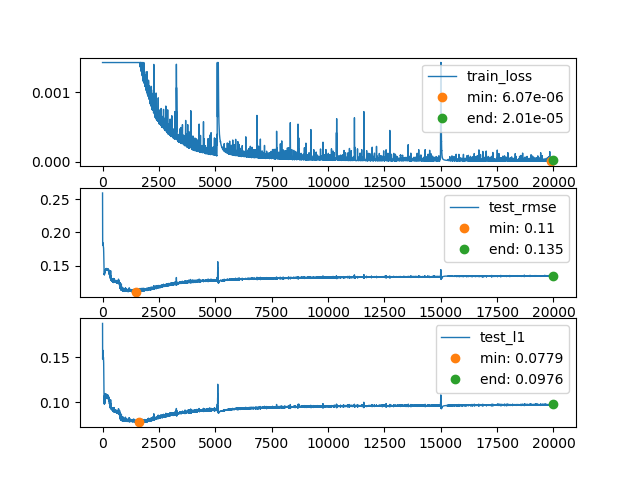 train_loss
min: 6.07e-06
end: 2.01e-05
0.001
0.000
0 2500 5000 7500 10000 12500 15000 17500 20000
test_rmse
min: 0.11
end: 0.135
0.25
0.20
0.15
0 2500 5000 7500 10000 12500 15000 17500 20000
test_l1
min: 0.0779
end: 0.0976
0.15
0.10
0 2500 5000 7500 10000 12500 15000 17500 20000